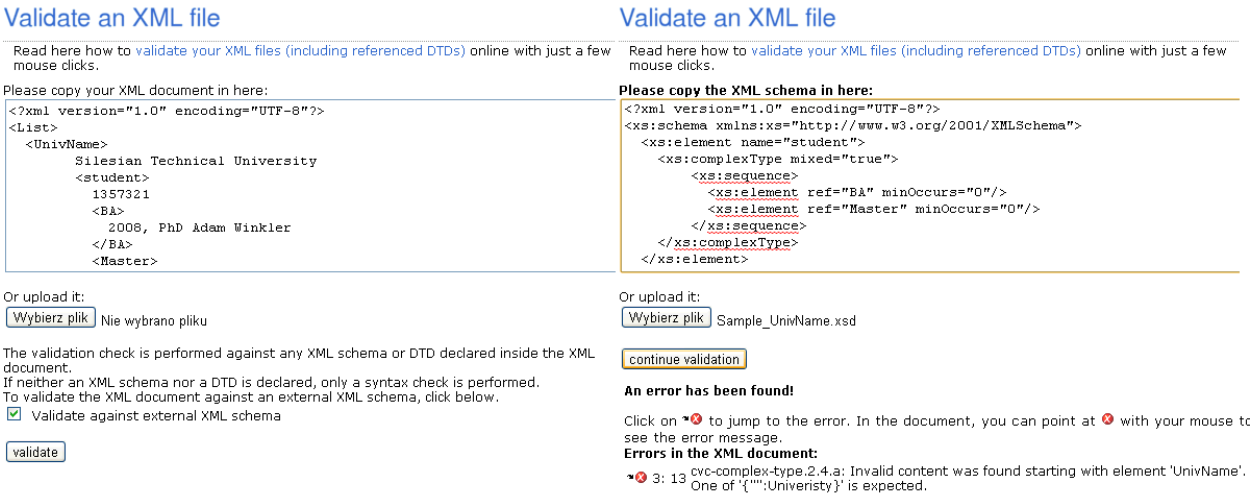 Validate an XML file
Read here how to validate your XML files (including referenced DTDs) online with just a few
mouse clicks.
Please copy your XML document in here:
<?xml version="1.0" encoding="UTF-8"?>
<List>
<UnivName>
Silesian Technical University
<student>
1357321
<BA>
2008, PhD Adam Winkler
</BA>
<Master>
Or upload it:
Wybierz plik Nie wybrano pliku
The validation check is performed against any XML schema or DTD declared inside the XML
document.
If neither an XML schema nor a DTD is declared, only a syntax check is performed.
To validate the XML document against an external XML schema, click below.
Validate against external XML schema
validate
Validate an XML file
Read here how to validate your XML files (including referenced DTDs) online with just a few
mouse clicks.
Please copy the XML schema in here:
<?xml version="1.0" encoding="UTF-8"?>
<xs:schema xmlns:xs="http://www.w3.org/2001/XMLSchema">
<xs:element name="student">
<xs:complexType mixed="true">
<xs:sequence>
<xs:element ref="BA" minOccurs="0"/>
<xs:element ref="Master" minOccurs="0"/>
</xs:sequence>
</xs:complexType>
</xs:element>
Or upload it:
Wybierz plik Sample_UnivName.xsd
continue validation
An error has been found!
Click on to jump to the error. In the document, you can point at with your mouse to
see the error message.
Errors in the XML document:
3: 13 cvc-complex-type.2.4.a: Invalid content was found starting with element 'UnivName'.
One of '{"":Univeristy}' is expected.